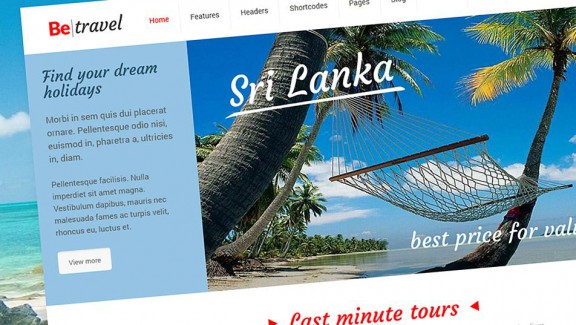 Be travel
Home Features Headers Shortcodes Pages Blog
Find your dream
holidays
Morbi in sem quis dui placerat
ornare. Pellentesque odio nisi,
euismod in, pharetra a, ultricies
in, diam.
Pellentesque facilisis. Nulla
imperdiet sit amet magna.
Vestibulum dapibus, mauris nec
malesuada fames ac turpis velit,
rhoncus eu, luctus et.
View more
Sri Lanka
best price for valu
Last minute tours